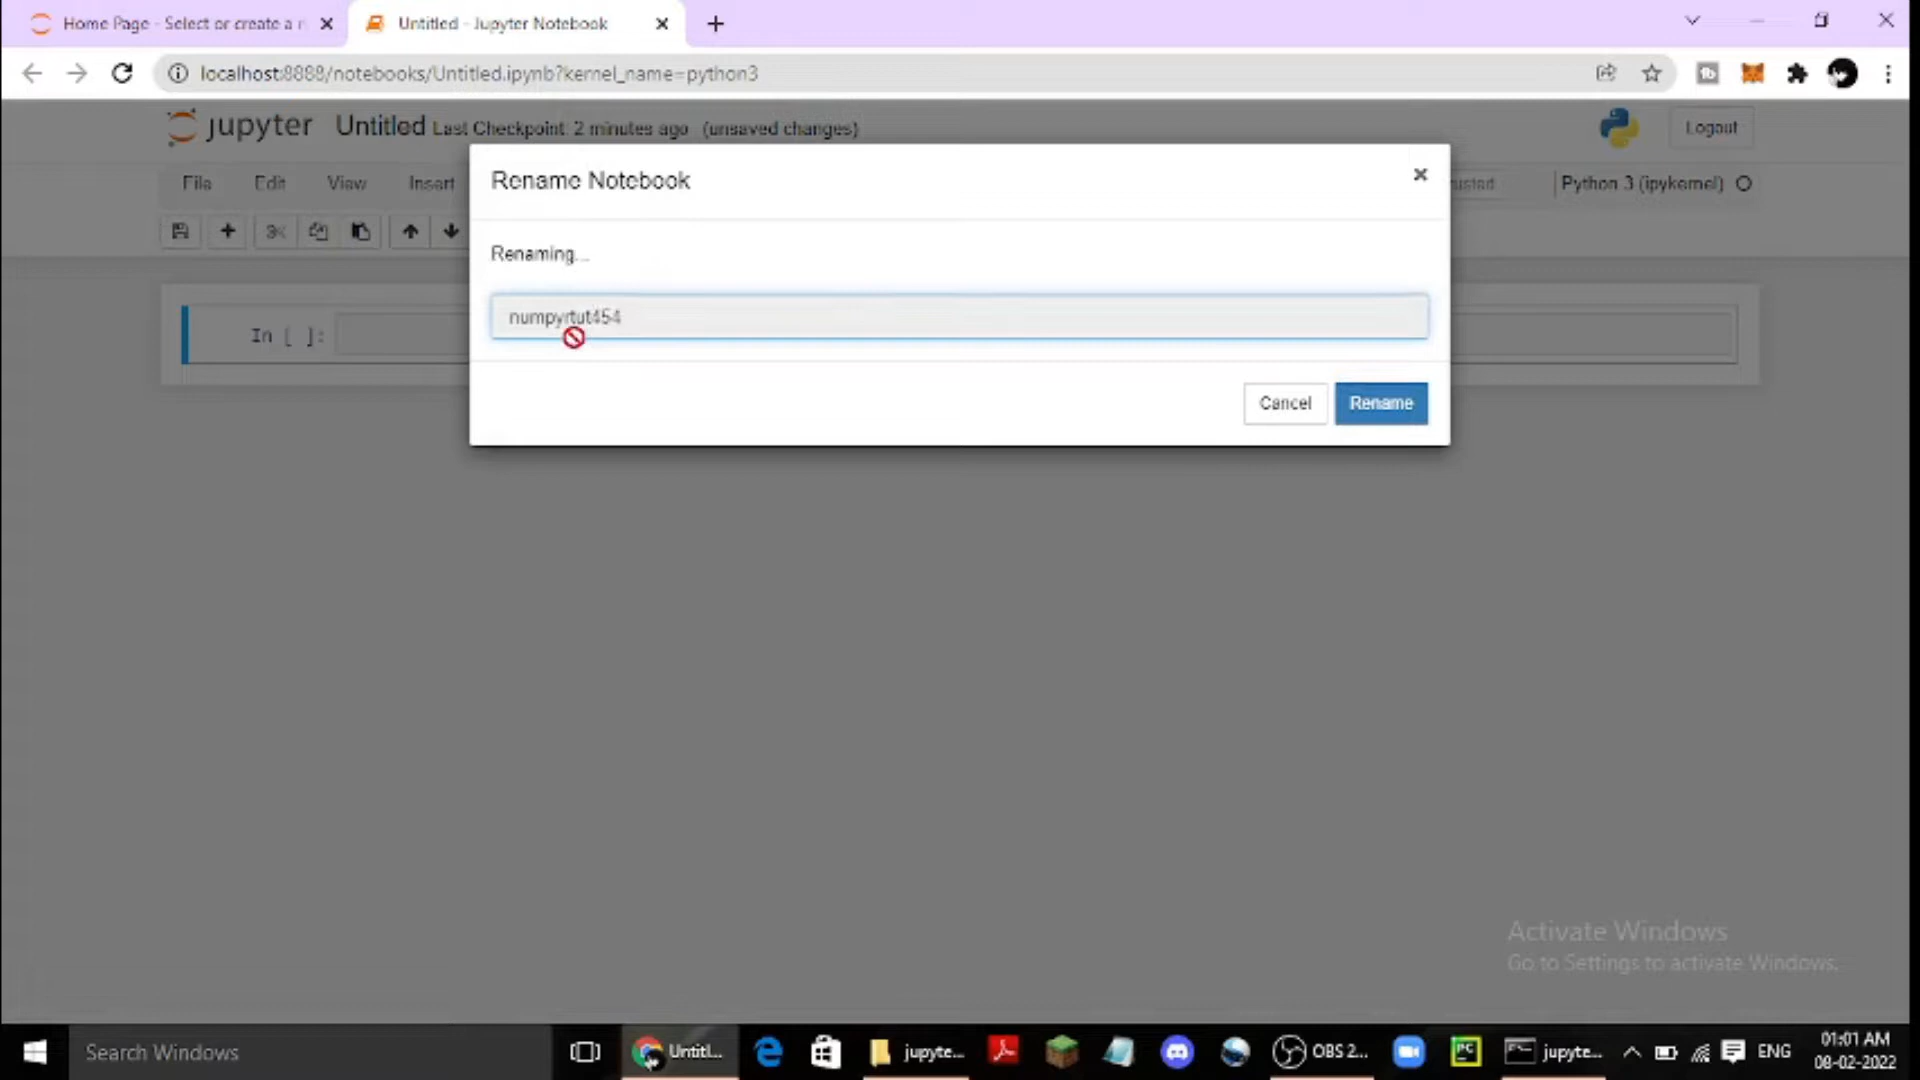 Home Page - Select or create a n
Untitled - Jupyter Notebook
localhost:8888/notebooks/Untitled.ipynb?kernel_name=python3
jupyter Untitled Last Checkpoint: 2 minutes ago (unsaved changes)
Logout
File Edit View Insert
Python 3 (ipykernel)
Rename Notebook
Renaming...
numpyrtut454
In [ ]:
Cancel Rename
Activate Windows
Go to Settings to activate Windows.
Search Windows
Untitl...
jupyte...
OBS 2...
PC
jupyte...
ENG
01:01 AM
08-02-2022